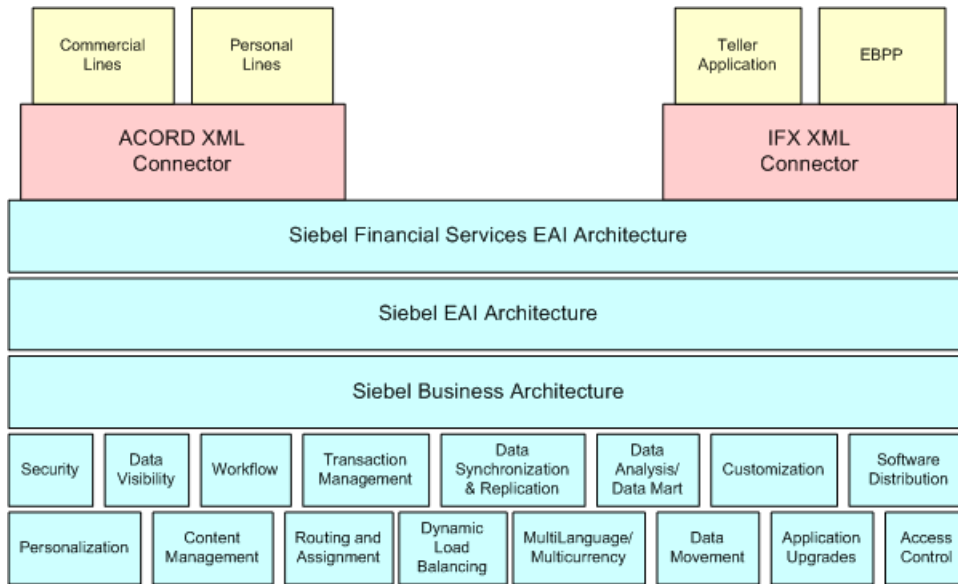 Commercial
Lines
Personal
Lines
Teller
Application
EBPP
ACORD XML
Connector
IFX XML
Connector
Siebel Financial Services EAI Architecture
Siebel EAI Architecture
Siebel Business Architecture
Security
Data
Visibility
Workflow
Transaction
Management
Data
Synchronization
& Replication
Data
Analysis/
Data Mart
Customization
Software
Distribution
Personalization
Content
Management
Routing and
Assignment
Dynamic
Load
Balancing
MultiLanguage/
Multicurrency
Data
Movement
Application
Upgrades
Access
Control